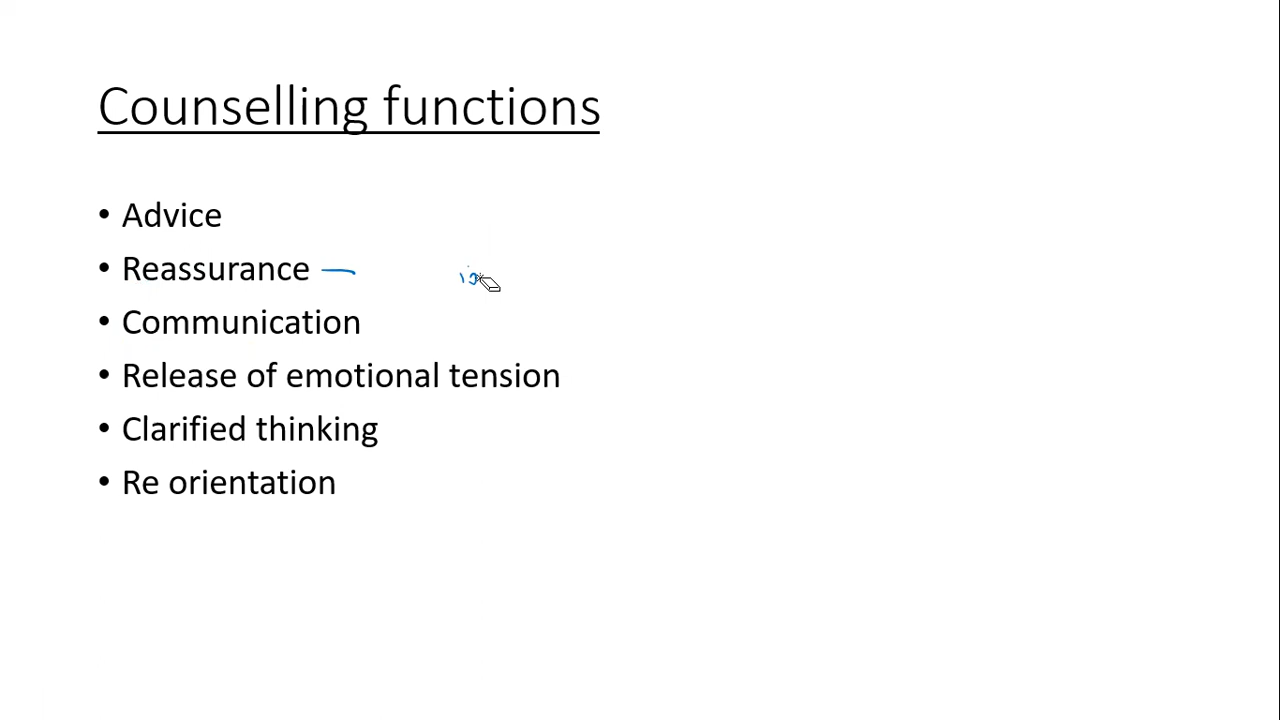 Counselling functions
• Advice
• Reassurance —
• Communication
• Release of emotional tension
• Clarified thinking
• Re orientation